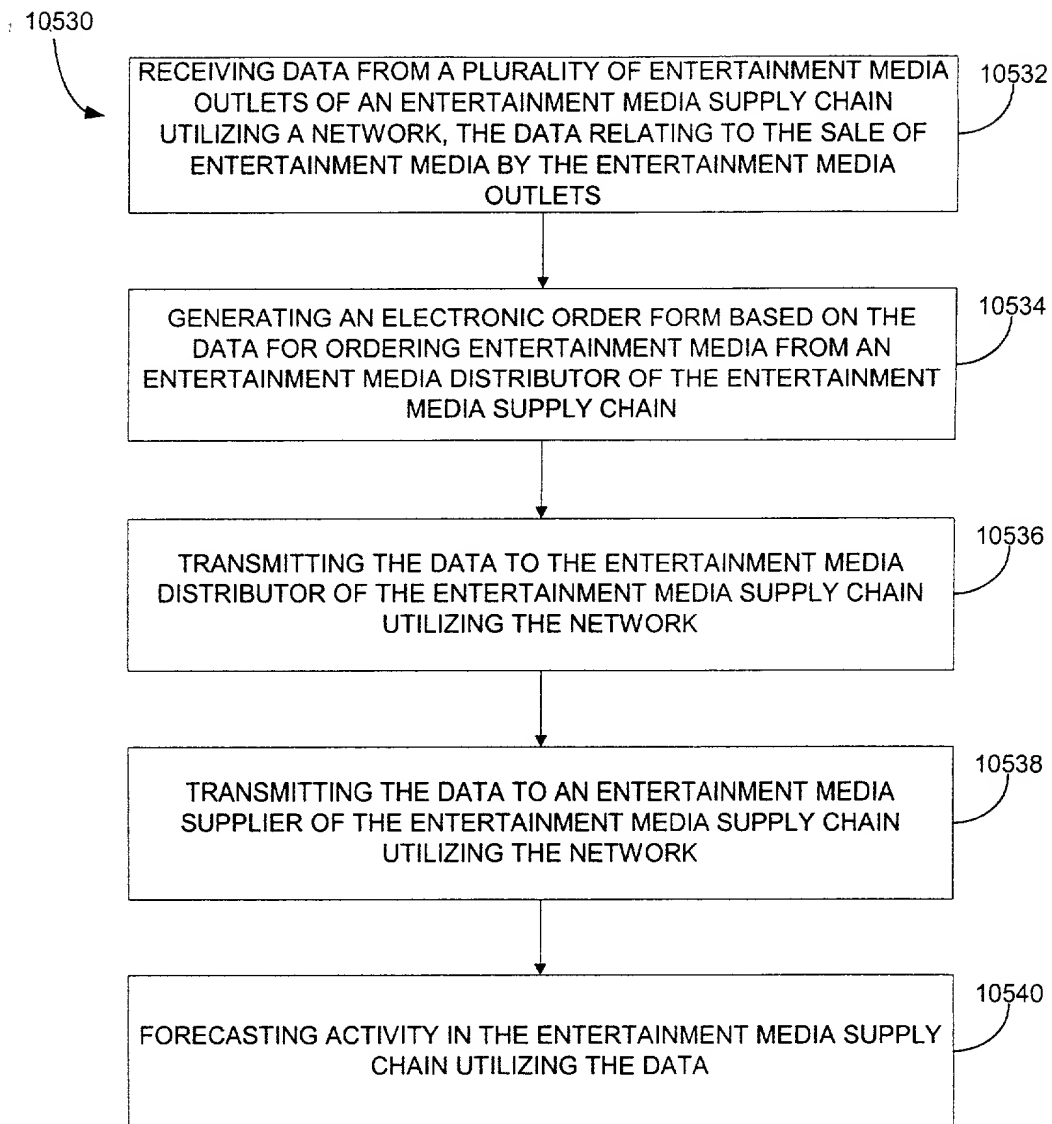 10530
RECEIVING DATA FROM A PLURALITY OF ENTERTAINMENT MEDIA
OUTLETS OF AN ENTERTAINMENT MEDIA SUPPLY CHAIN
UTILIZING A NETWORK, THE DATA RELATING TO THE SALE OF
ENTERTAINMENT MEDIA BY THE ENTERTAINMENT MEDIA
OUTLETS
10532
GENERATING AN ELECTRONIC ORDER FORM BASED ON THE
DATA FOR ORDERING ENTERTAINMENT MEDIA FROM AN
ENTERTAINMENT MEDIA DISTRIBUTOR OF THE ENTERTAINMENT
MEDIA SUPPLY CHAIN
10534
TRANSMITTING THE DATA TO THE ENTERTAINMENT MEDIA
DISTRIBUTOR OF THE ENTERTAINMENT MEDIA SUPPLY CHAIN
UTILIZING THE NETWORK
10536
TRANSMITTING THE DATA TO AN ENTERTAINMENT MEDIA
SUPPLIER OF THE ENTERTAINMENT MEDIA SUPPLY CHAIN
UTILIZING THE NETWORK
10538
FORECASTING ACTIVITY IN THE ENTERTAINMENT MEDIA SUPPLY
CHAIN UTILIZING THE DATA
10540